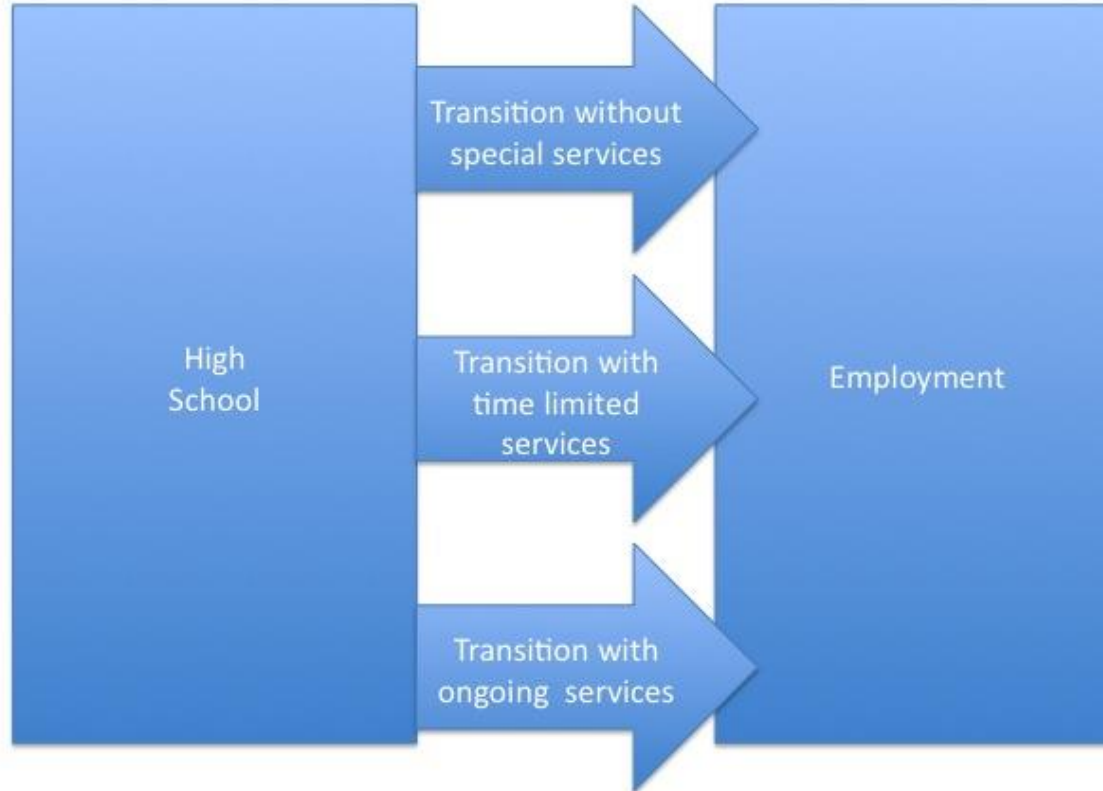 High
School
Transition without
special services
Transition with
time limited
services
Transition with
ongoing  services
Employment